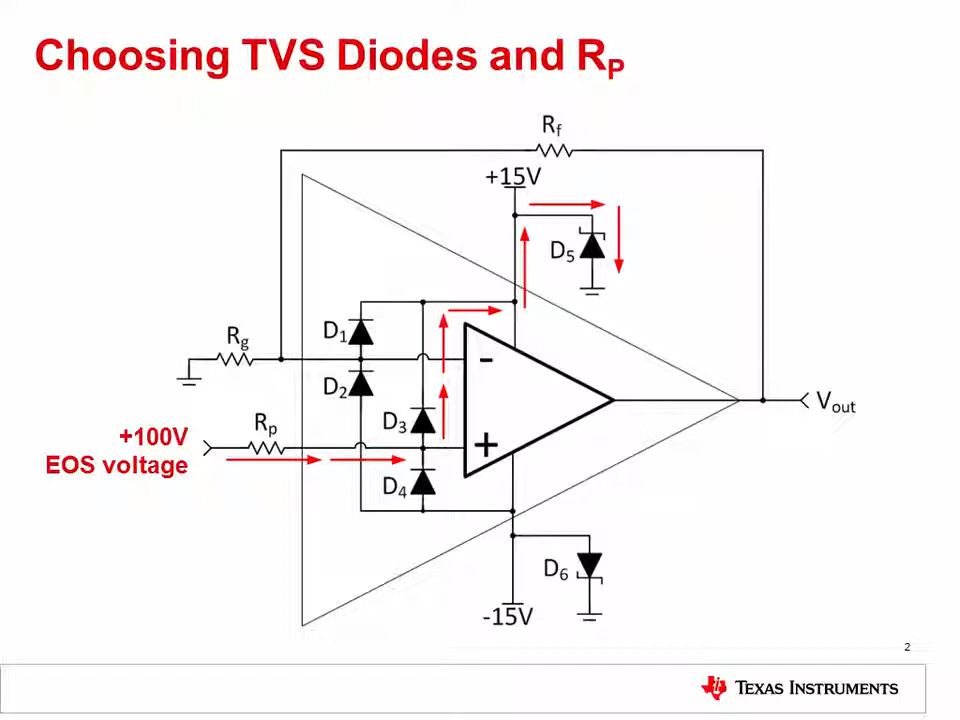 Choosing TVS Diodes and RP
Rf
+15V
D5
Rg
D1
-
D2
Vout
Rp
D3
+100V
EOS voltage
+
D4
D6
-15V
2
TEXAS INSTRUMENTS